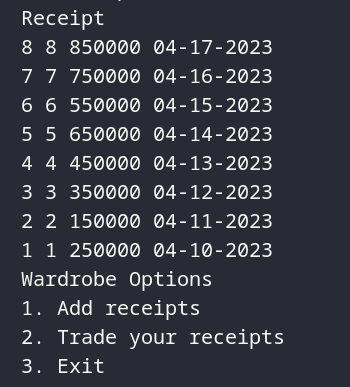 Receipt
8 8 850000 04-17-2023
7 7 750000 04-16-2023
6 6 550000 04-15-2023
5 5 650000 04-14-2023
4 4 450000 04-13-2023
3 3 350000 04-12-2023
2 2 150000 04-11-2023
1 1 250000 04-10-2023
Wardrobe Options
1. Add receipts
2. Trade your receipts
3. Exit